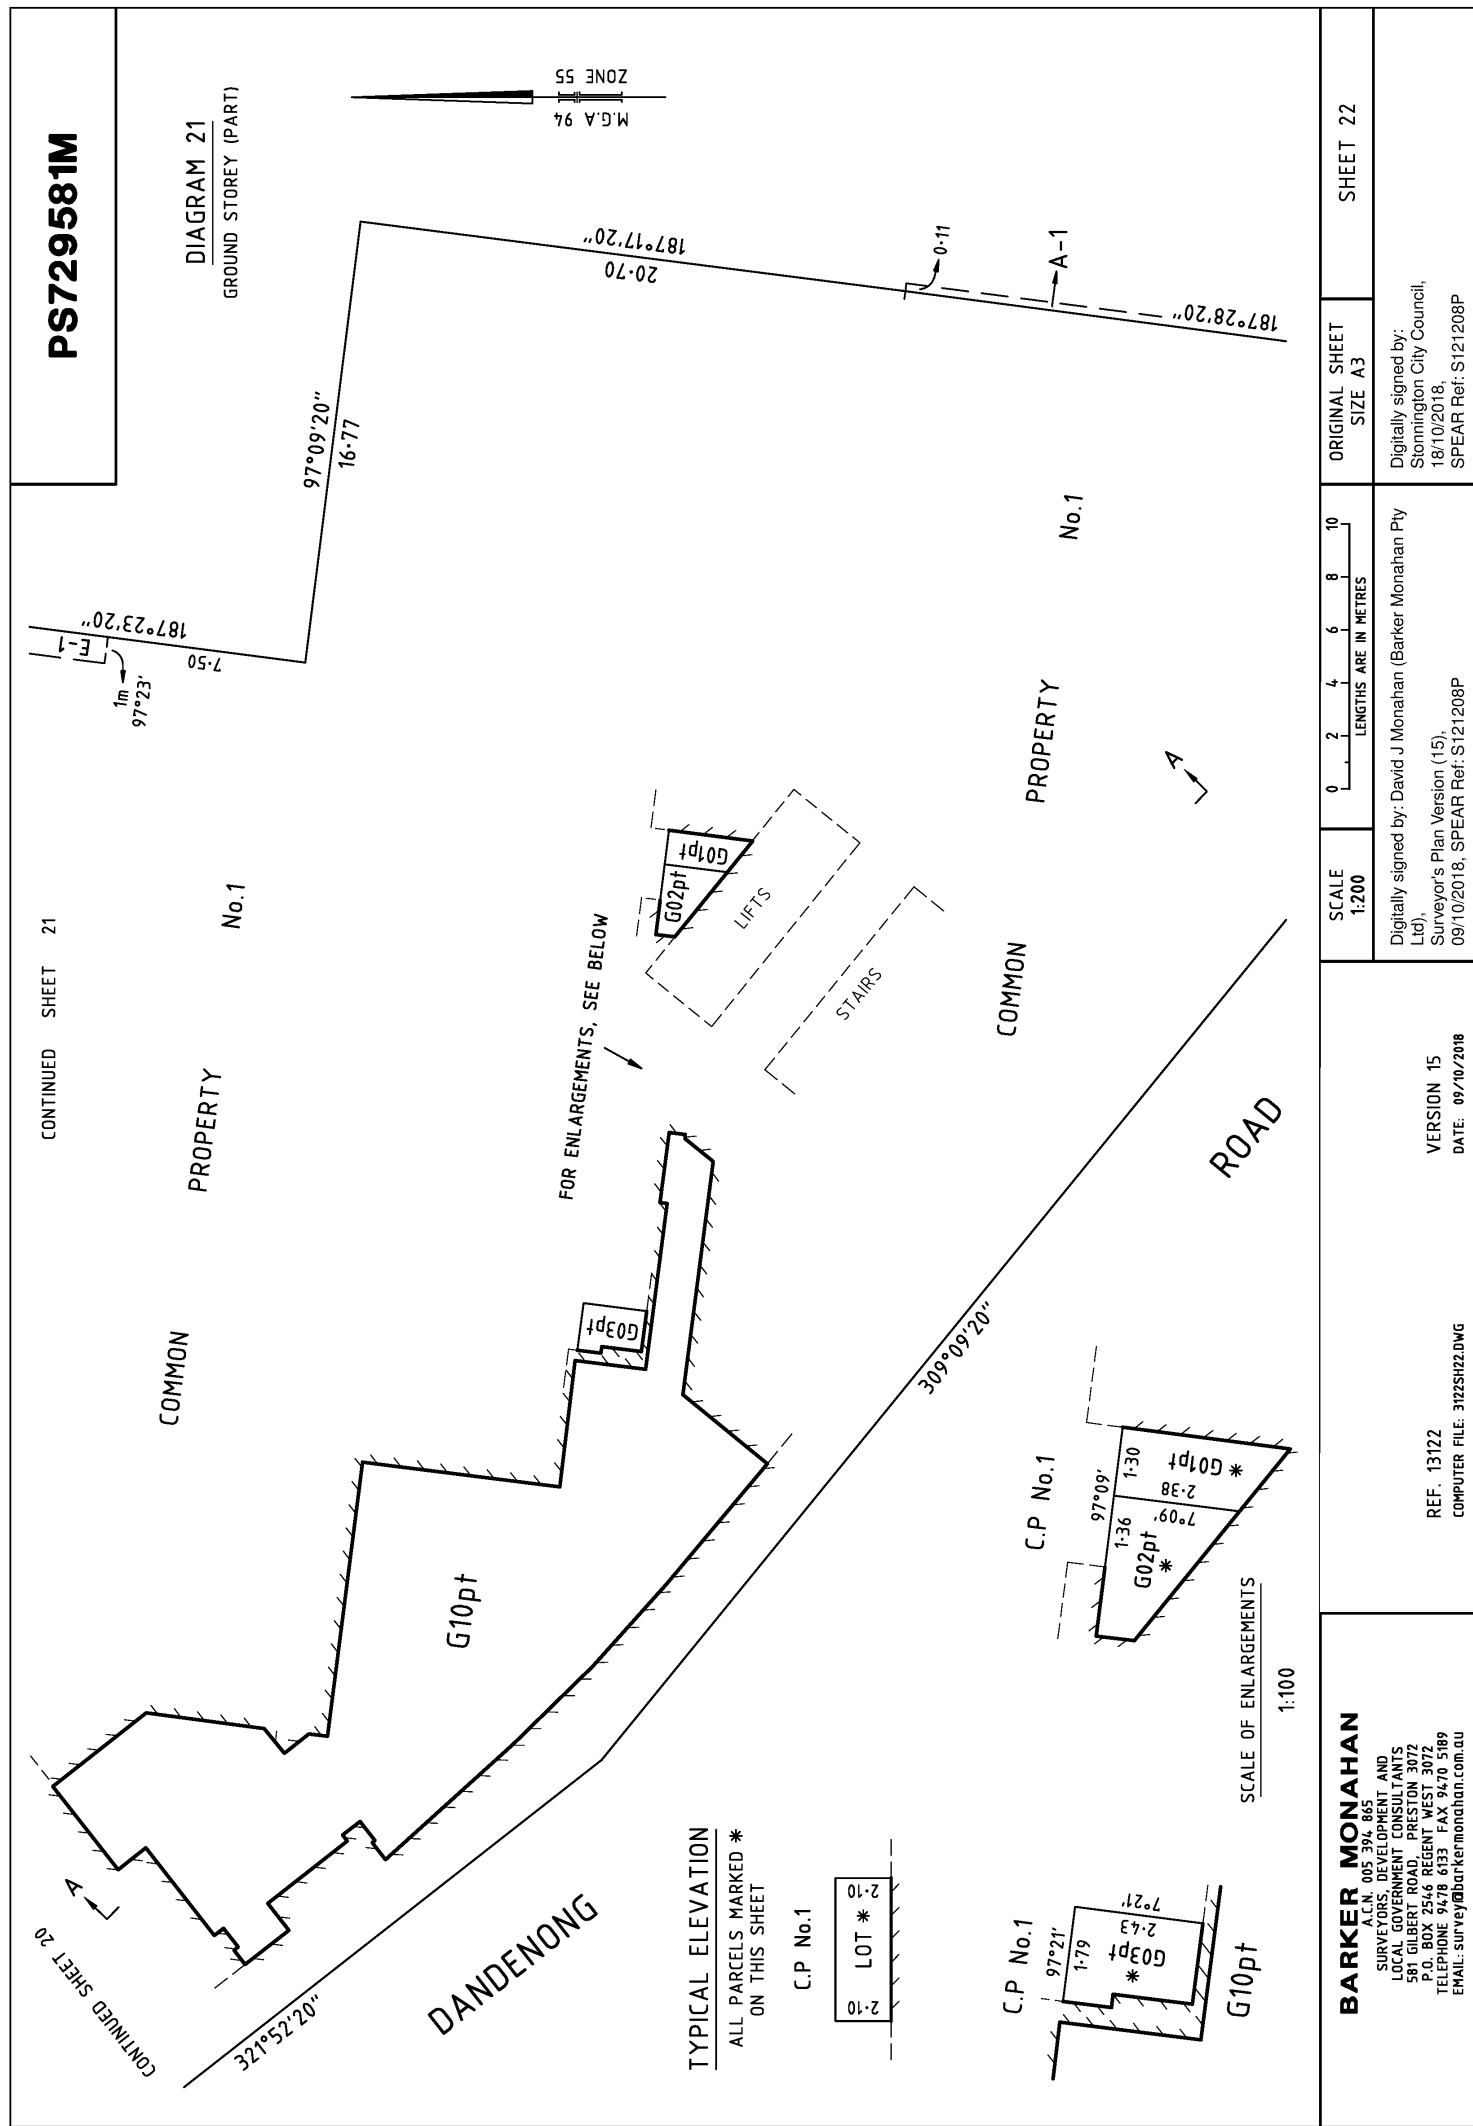 PS729581M
DIAGRAM 21
GROUND STOREY (PART)
M.G.A 94
ZONE 55
CONTINUED SHEET 21
CONTINUED SHEET 20
A
COMMON PROPERTY No.1
E-1
187°23'20"
7·50
1m
97°23'
97°09'20"
16·77
187°17'20"
20·70
0·11
A-1
187°28'20"
G10pt
G03pt
FOR ENLARGEMENTS, SEE BELOW
G02pt
G01pt
LIFTS
STAIRS
COMMON PROPERTY No.1
A
321°52'20"
309°09'20"
DANDENONG ROAD
TYPICAL ELEVATION
ALL PARCELS MARKED *
ON THIS SHEET
C.P No.1
2·10
LOT *
2·10
C.P No.1
97°21'
1·79
7°21'
2·43
G03pt
*
G10pt
SCALE OF ENLARGEMENTS
1:100
C.P No.1
97°09'
1·36
1·30
G02pt
*
7°09'
2·38
G01pt
*
BARKER MONAHAN
A.C.N. 005 394 865
SURVEYORS, DEVELOPMENT AND
LOCAL GOVERNMENT CONSULTANTS
581 GILBERT ROAD, PRESTON 3072
P.O. BOX 2546 REGENT WEST 3072
TELEPHONE 9478 6133 FAX 9470 5189
EMAIL: survey@barkermonahan.com.au
REF. 13122
COMPUTER FILE: 3122SH22.DWG
VERSION 15
DATE: 09/10/2018
SCALE
1:200
0 2 4 6 8 10
LENGTHS ARE IN METRES
ORIGINAL SHEET
SIZE A3
SHEET 22
Digitally signed by: David J Monahan (Barker Monahan Pty
Ltd),
Surveyor's Plan Version (15),
09/10/2018, SPEAR Ref: S121208P
Digitally signed by:
Stonnington City Council,
18/10/2018,
SPEAR Ref: S121208P